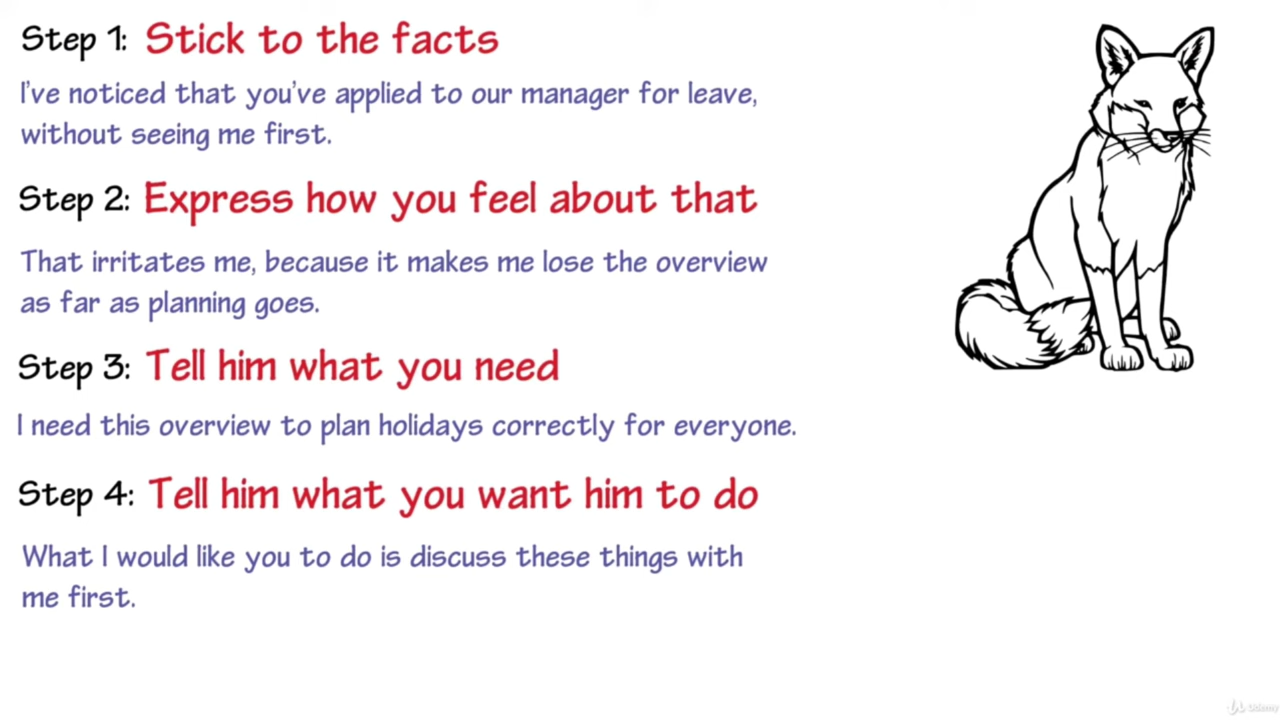 Step 1: Stick to the facts
I've noticed that you've applied to our manager for leave,
without seeing me first.
Step 2: Express how you feel about that
That irritates me, because it makes me lose the overview
as far as planning goes.
Step 3: Tell him what you need
I need this overview to plan holidays correctly for everyone.
Step 4: Tell him what you want him to do
What I would like you to do is discuss these things with
me first.
Udemy